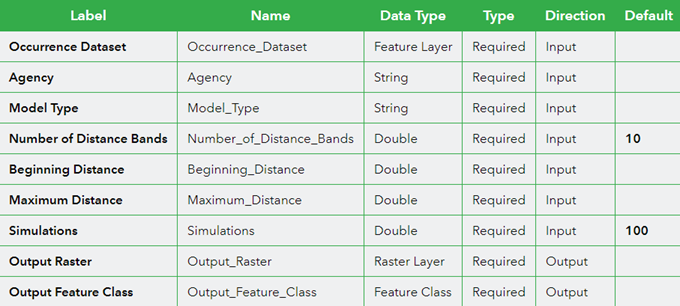 Label Name Data Type Type Direction Default
Occurrence Dataset Occurrence_Dataset Feature Layer Required Input
Agency Agency String Required Input
Model Type Model_Type String Required Input
Number of Distance Bands Number_of_Distance_Bands Double Required Input 10
Beginning Distance Beginning_Distance Double Required Input
Maximum Distance Maximum_Distance Double Required Input
Simulations Simulations Double Required Input 100
Output Raster Output_Raster Raster Layer Required Output
Output Feature Class Output_Feature_Class Feature Class Required Output